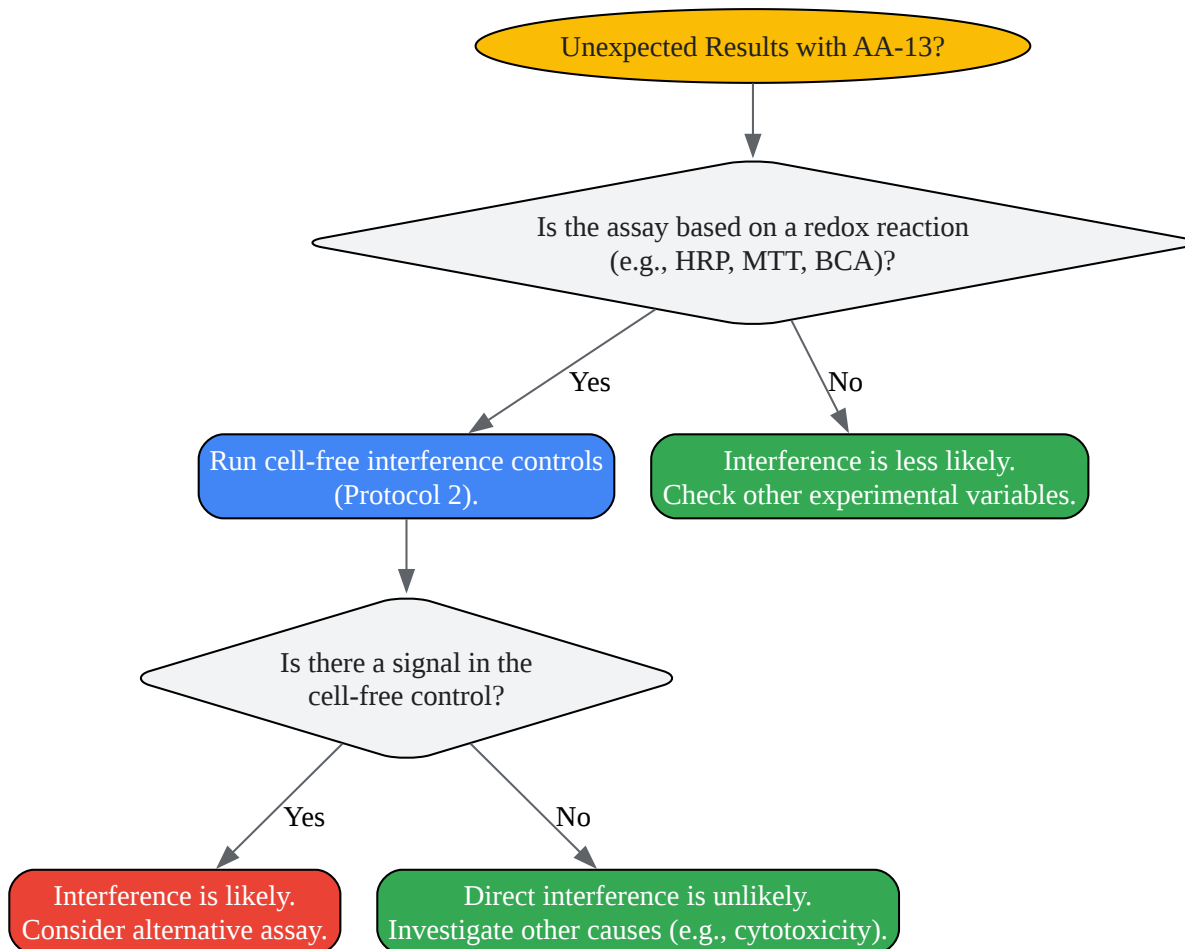 Unexpected Results with AA-13?
Is the assay based on a redox reaction
(e.g., HRP, MTT, BCA)?
Yes
No
Run cell-free interference controls
(Protocol 2).
Interference is less likely.
Check other experimental variables.
Is there a signal in the
cell-free control?
Yes
No
Interference is likely.
Consider alternative assay.
Direct interference is unlikely.
Investigate other causes (e.g., cytotoxicity).